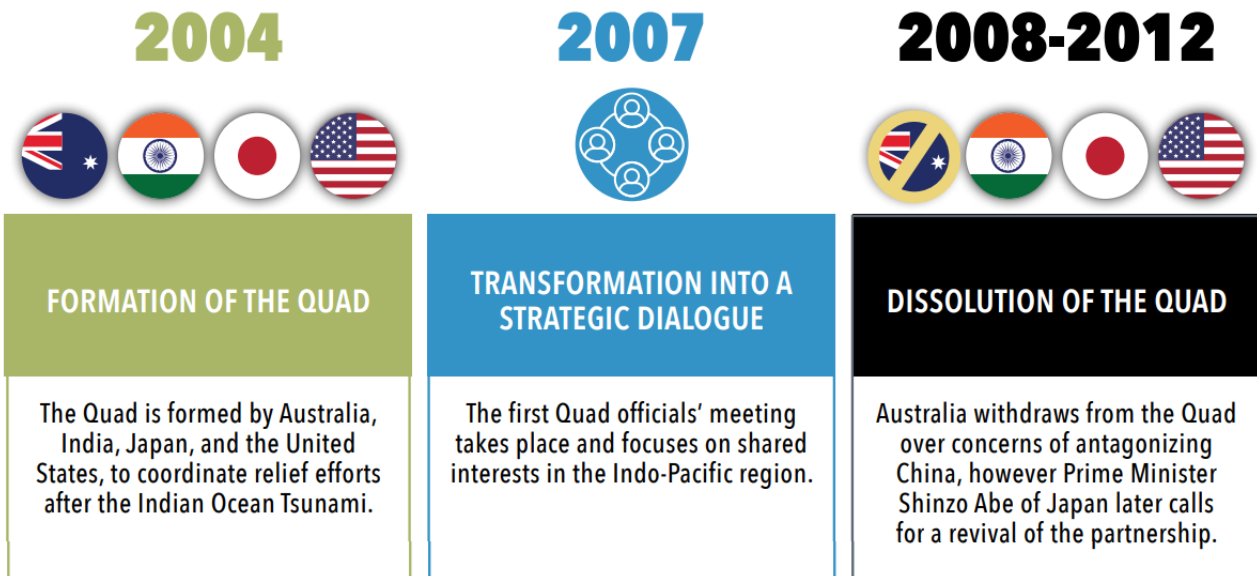 2004
FORMATION OF THE QUAD
The Quad is formed by Australia,
India, Japan, and the United
States, to coordinate relief efforts
after the Indian Ocean Tsunami.
2007
TRANSFORMATION INTO A
STRATEGIC DIALOGUE
The first Quad officials’ meeting
takes place and focuses on shared
interests in the Indo-Pacific region.
2008-2012
DISSOLUTION OF THE QUAD
Australia withdraws from the Quad
over concerns of antagonizing
China, however Prime Minister
Shinzo Abe of Japan later calls
for a revival of the partnership.